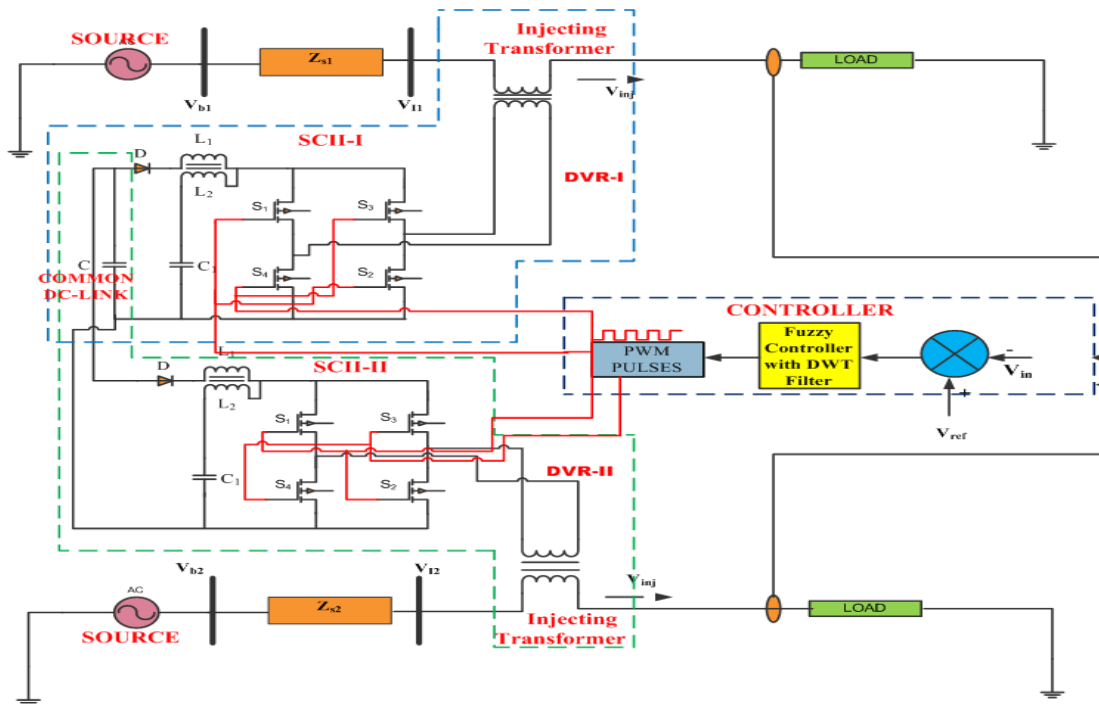 Injecting
Transformer
SOURCE
AC
Zs1
LOAD
Vb1
VI1
Vinj
SCII-I
L1
D
DVR-I
L2
S1
S3
C
C1
S4
S2
COMMON
DC-LINK
CONTROLLER
Fuzzy
Controller
with DWT
Filter
PWM
PULSES
-
Vin
+
Vref
L1
SCII-II
D
L2
S1
S3
DVR-II
C1
S4
S2
Vb2
VI2
Vinj
AC
Zs2
LOAD
SOURCE
Injecting
Transformer